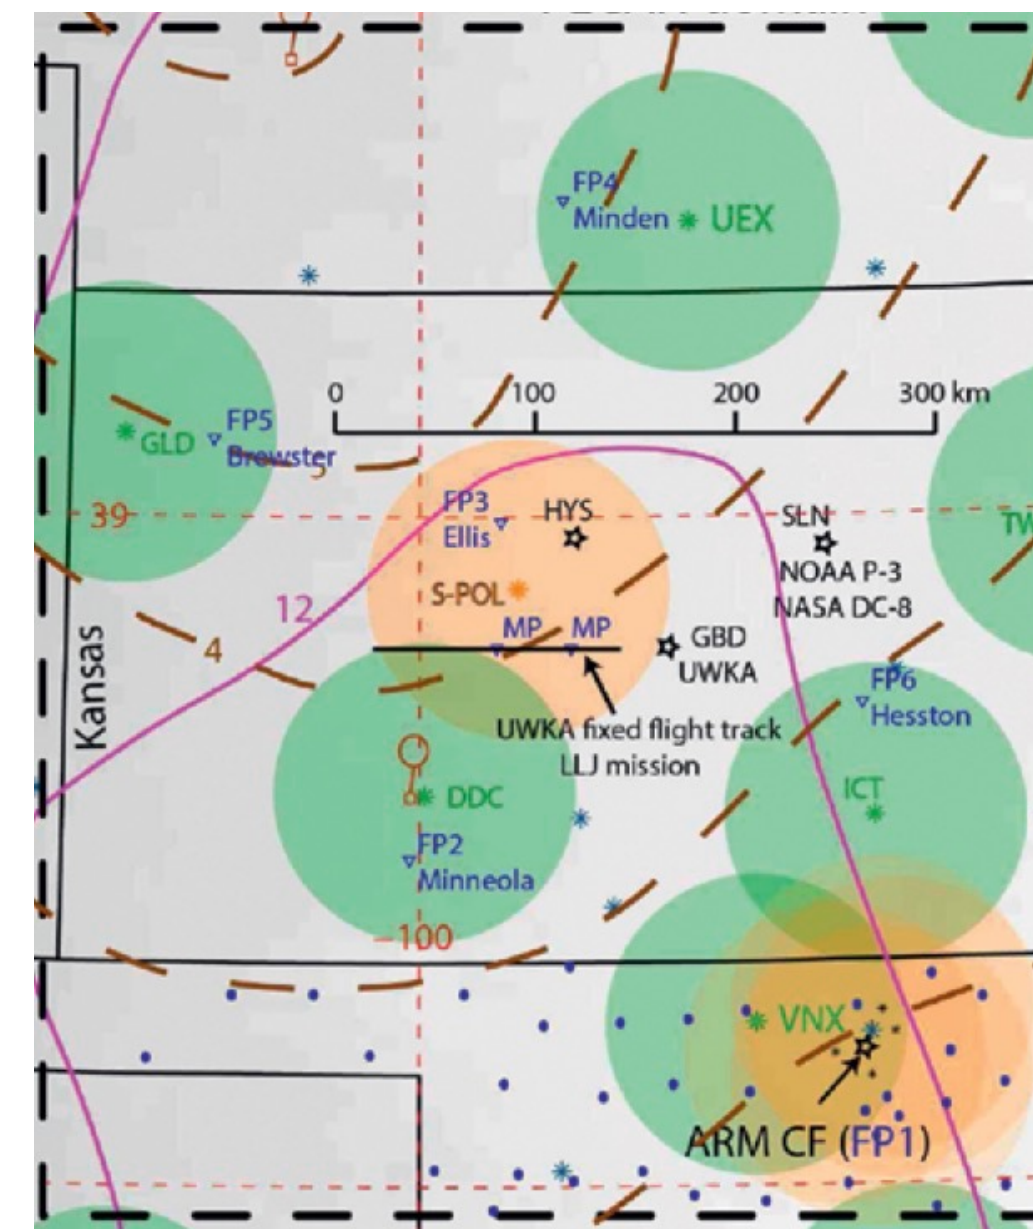 FP4
Minden
UEX
0
100
200
300 km
FP5
Brewster
GLD
5
39
FP3
Ellis
HYS
SLN
S-POL
NOAA P-3
NASA DC-8
12
MP
MP
GBD
UWKA
4
Kansas
FP6
Hesston
UWKA fixed flight track
LLJ mission
DDC
ICT
FP2
Minneola
-100
VNX
ARM CF (FP1)